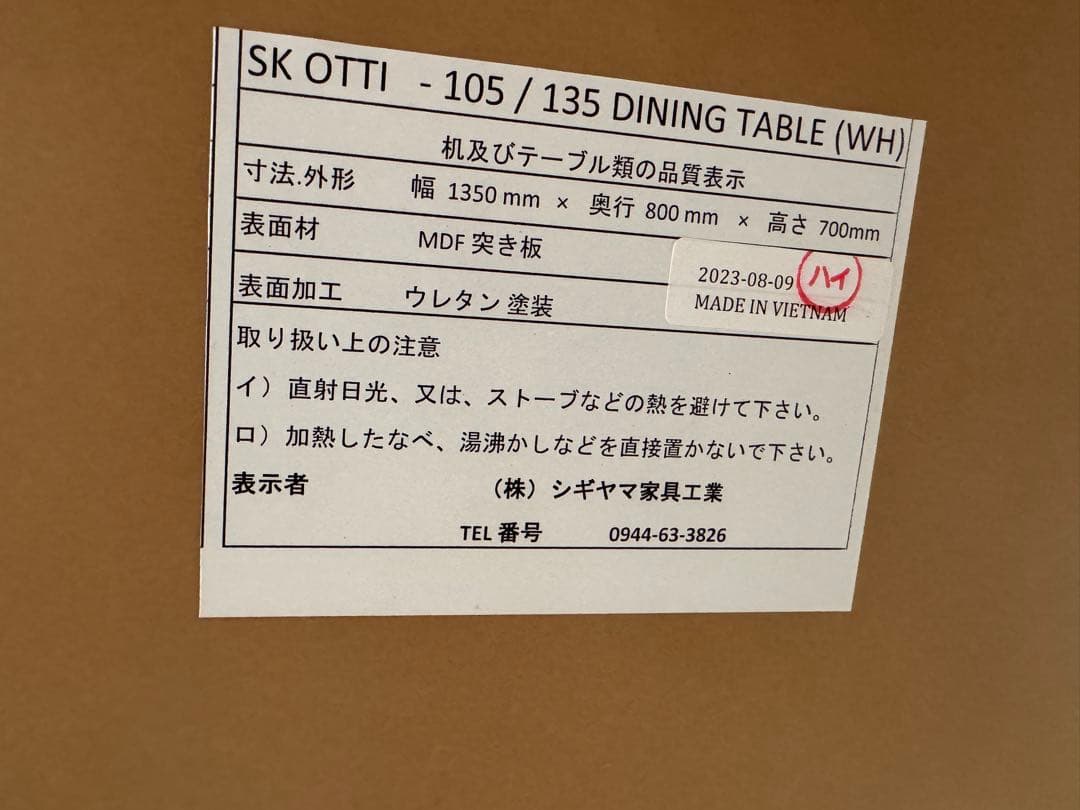 SK OTTI - 105 / 135 DINING TABLE (WH)
机及びテーブル類の品質表示
寸法.外形 幅 1350 mm × 奥行 800 mm × 高さ 700mm
表面材 MDF 突き板
2023-08-09 ハイ
MADE IN VIETNAM
表面加工 ウレタン 塗装
取り扱い上の注意
イ）直射日光、又は、ストーブなどの熱を避けて下さい。
ロ）加熱したなべ、湯沸かしなどを直接置かないで下さい。
表示者 （株）シギヤマ家具工業
TEL 番号 0944-63-3826